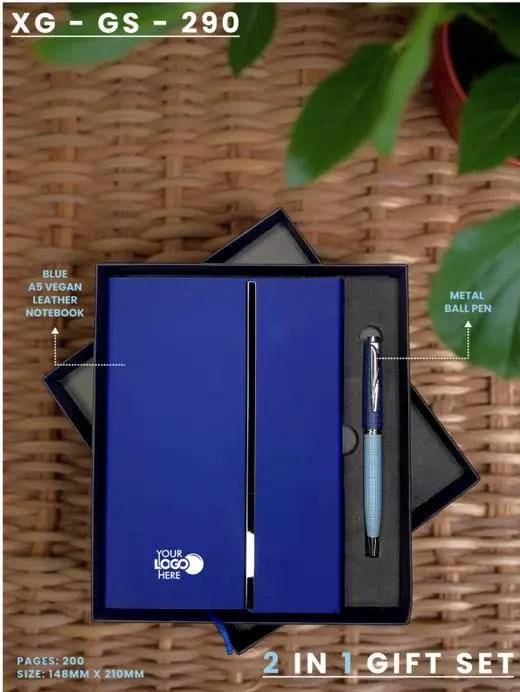 XG - GS - 290
BLUE
A5 VEGAN
LEATHER
NOTEBOOK
METAL
BALL PEN
YOUR
LOGO
HERE
PAGES: 200
SIZE: 148MM X 210MM
2 IN 1 GIFT SET